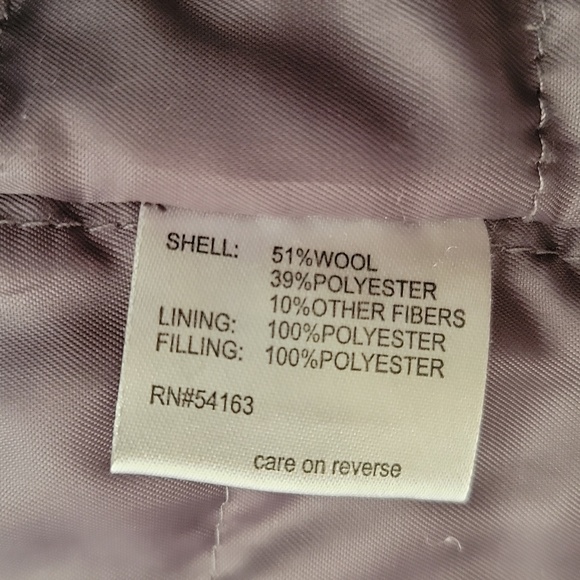 SHELL: 51%WOOL
39%POLYESTER
10%OTHER FIBERS
LINING: 100%POLYESTER
FILLING: 100%POLYESTER
RN#54163
care on reverse